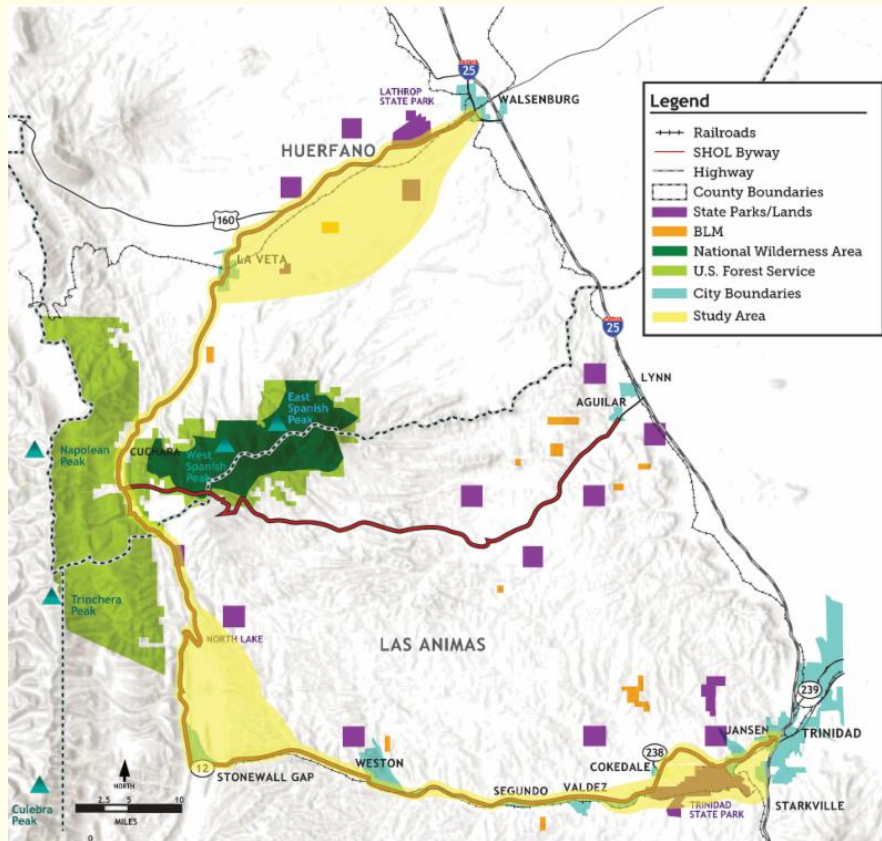 25
WALSENBURG
LATHROP
STATE PARK
HUERFANO
160
LA VETA
Legend
Railroads
SHOL Byway
Highway
County Boundaries
State Parks/Lands
BLM
National Wilderness Area
U.S. Forest Service
City Boundaries
Study Area
25
LYNN
AGUILAR
East
Spanish
Peak
CUCHARA
West
Spanish
Peak
Napolean
Peak
Trinchera
Peak
NORTH LAKE
LAS ANIMAS
239
JANSEN
TRINIDAD
238
COKEDALE
WESTON
12
STONEWALL GAP
SEGUNDO
VALDEZ
TRINIDAD
STATE PARK
STARKVILLE
NORTH
Culebra
Peak
2.5 5 10
MILES
0